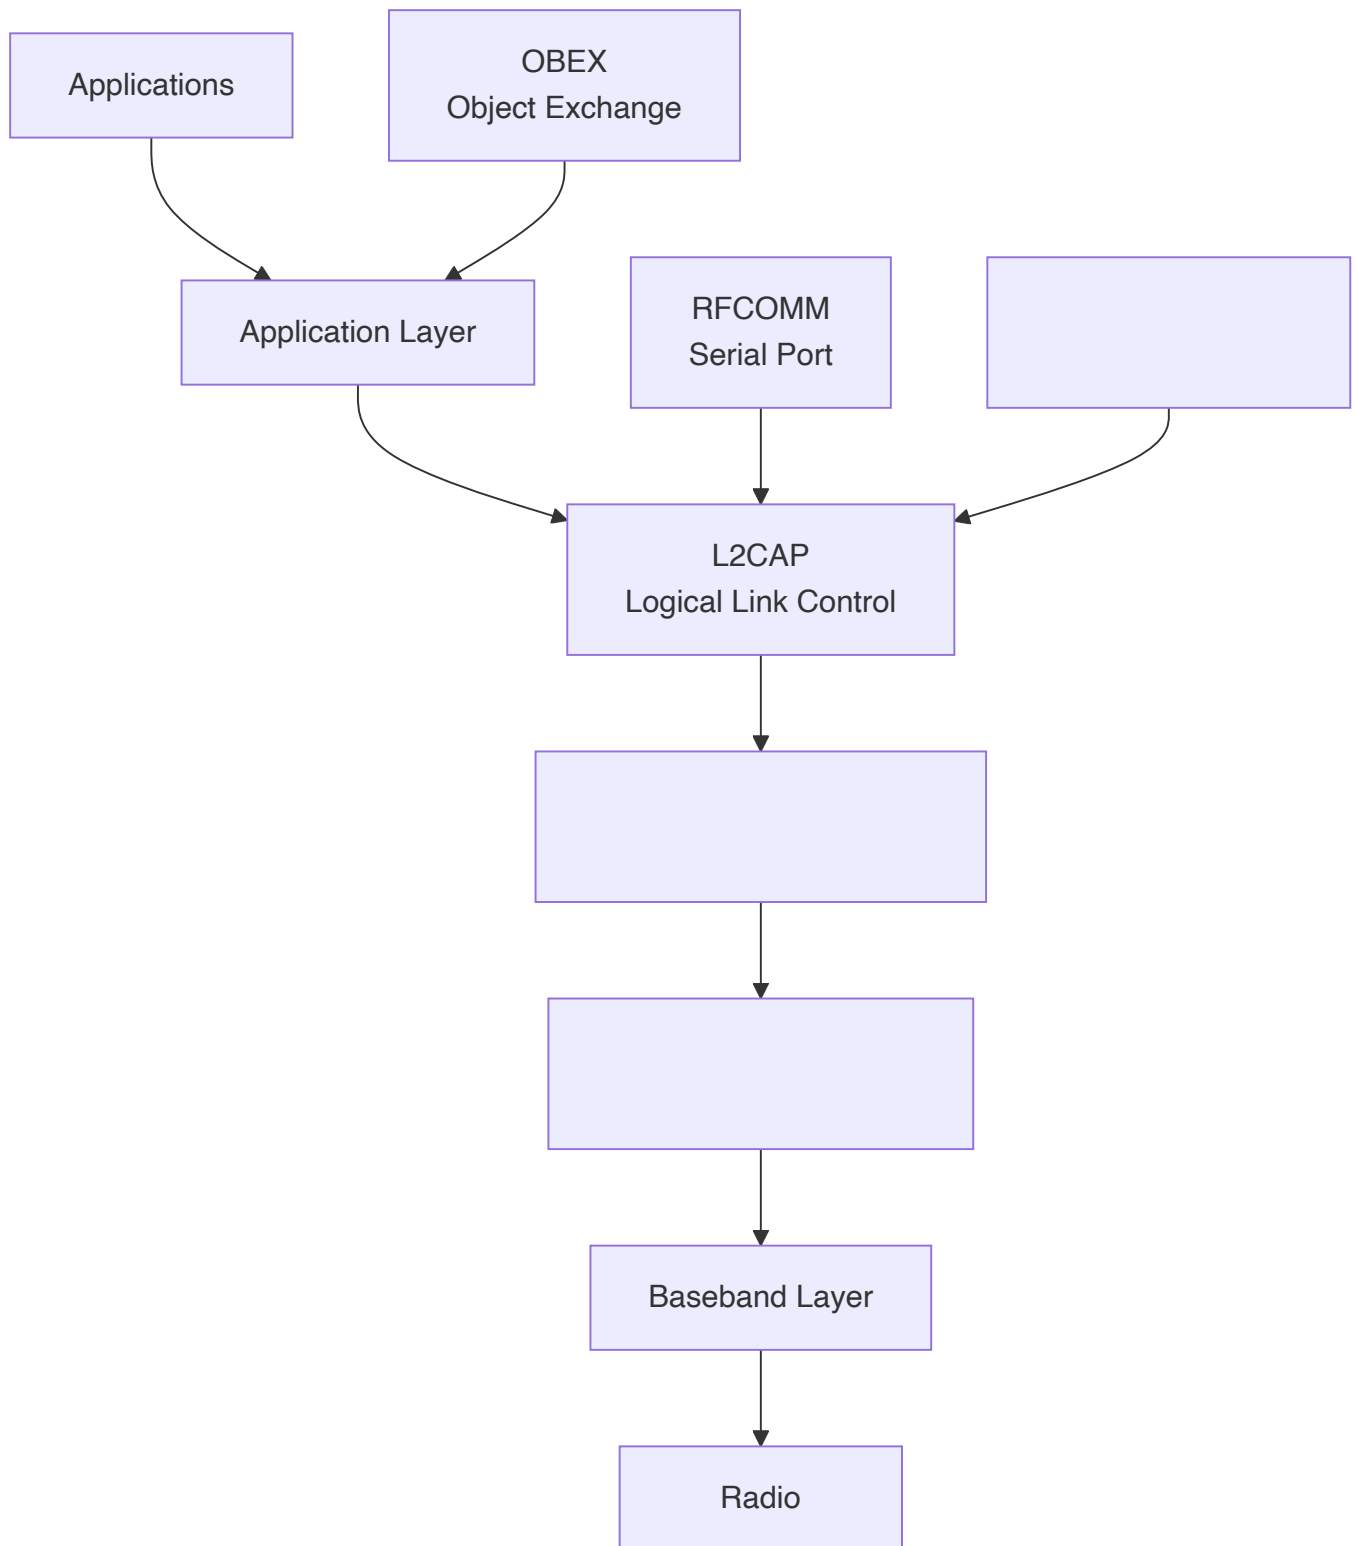 Applications
OBEX
Object Exchange
Application Layer
RFCOMM
Serial Port
L2CAP
Logical Link Control
Baseband Layer
Radio